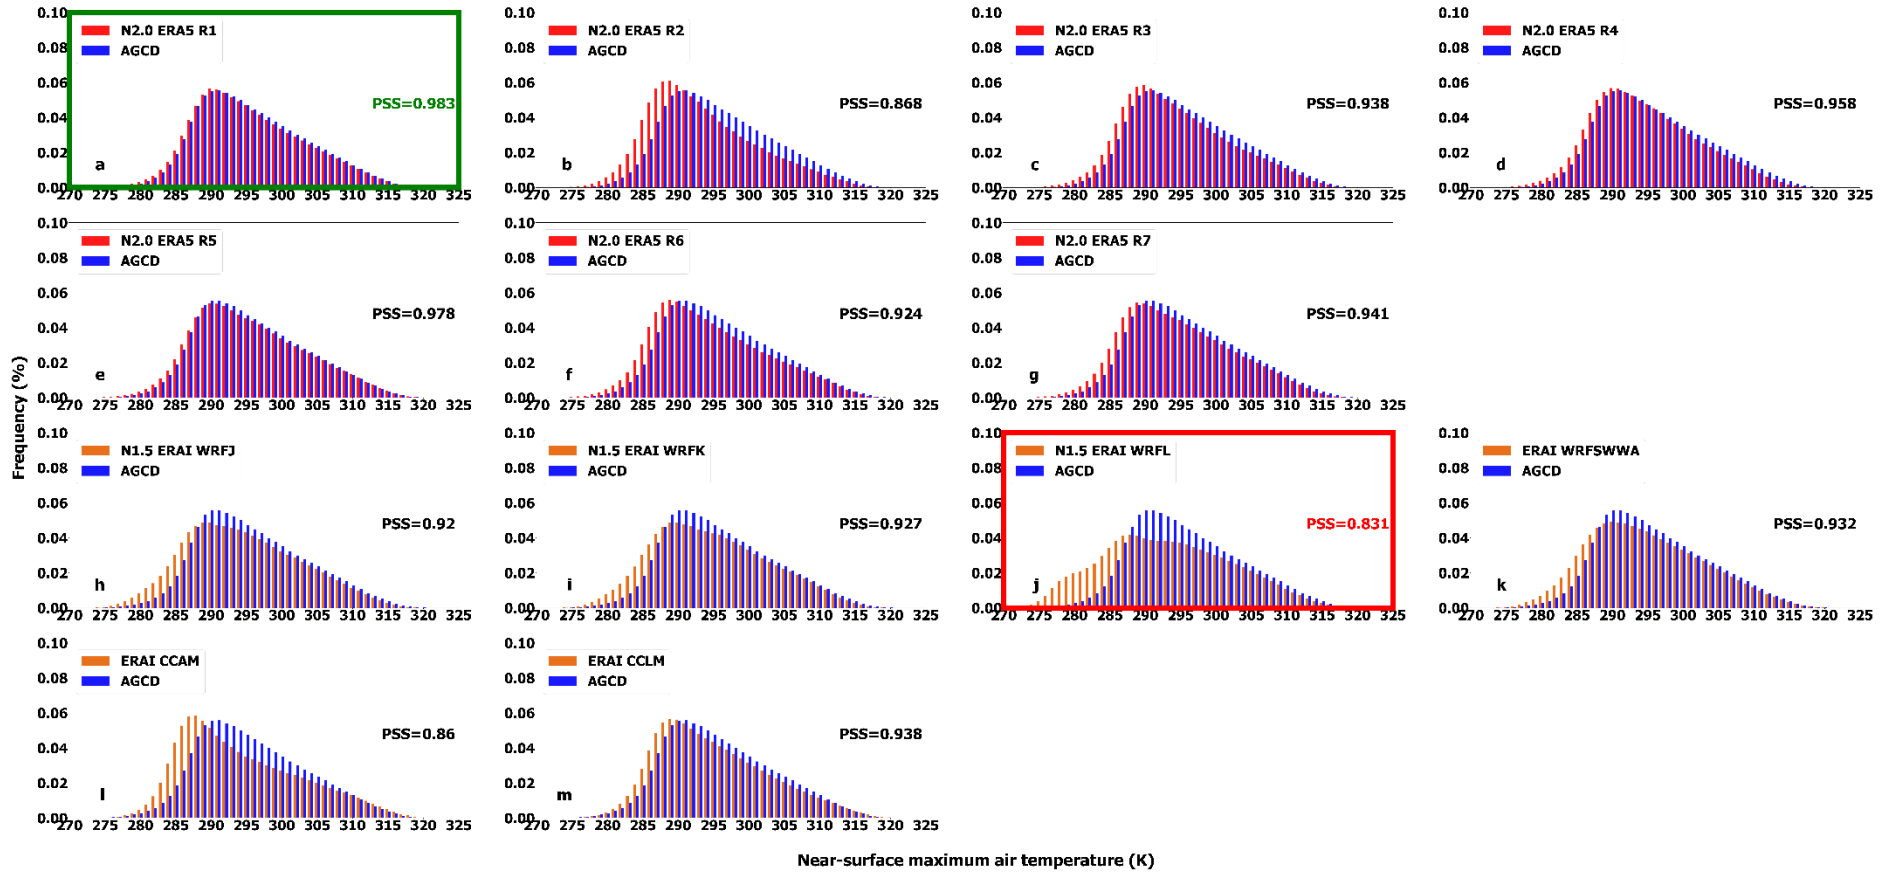 N2.0 ERA5 R1
AGCD
PSS=0.983
a
0.10
0.08
0.06
0.04
0.02
0.00
270 275 280 285 290 295 300 305 310 315 320 325
N2.0 ERA5 R2
AGCD
PSS=0.868
b
0.10
0.08
0.06
0.04
0.02
0.00
270 275 280 285 290 295 300 305 310 315 320 325
N2.0 ERA5 R3
AGCD
PSS=0.938
c
0.10
0.08
0.06
0.04
0.02
0.00
270 275 280 285 290 295 300 305 310 315 320 325
N2.0 ERA5 R4
AGCD
PSS=0.958
d
0.10
0.08
0.06
0.04
0.02
0.00
270 275 280 285 290 295 300 305 310 315 320 325
N2.0 ERA5 R5
AGCD
PSS=0.978
e
0.10
0.08
0.06
0.04
0.02
0.00
270 275 280 285 290 295 300 305 310 315 320 325
N2.0 ERA5 R6
AGCD
PSS=0.924
f
0.10
0.08
0.06
0.04
0.02
0.00
270 275 280 285 290 295 300 305 310 315 320 325
N2.0 ERA5 R7
AGCD
PSS=0.941
g
0.10
0.08
0.06
0.04
0.02
0.00
270 275 280 285 290 295 300 305 310 315 320 325
Frequency (%)
N1.5 ERAI WRFJ
AGCD
PSS=0.92
h
0.10
0.08
0.06
0.04
0.02
0.00
270 275 280 285 290 295 300 305 310 315 320 325
N1.5 ERAI WRFK
AGCD
PSS=0.927
i
0.10
0.08
0.06
0.04
0.02
0.00
270 275 280 285 290 295 300 305 310 315 320 325
N1.5 ERAI WRFL
AGCD
PSS=0.831
j
0.10
0.08
0.06
0.04
0.02
0.00
270 275 280 285 290 295 300 305 310 315 320 325
ERAI WRFSWWA
AGCD
PSS=0.932
k
0.10
0.08
0.06
0.04
0.02
0.00
270 275 280 285 290 295 300 305 310 315 320 325
ERAI CCAM
AGCD
PSS=0.86
l
0.10
0.08
0.06
0.04
0.02
0.00
270 275 280 285 290 295 300 305 310 315 320 325
ERAI CCLM
AGCD
PSS=0.938
m
0.10
0.08
0.06
0.04
0.02
0.00
270 275 280 285 290 295 300 305 310 315 320 325
Near-surface maximum air temperature (K)